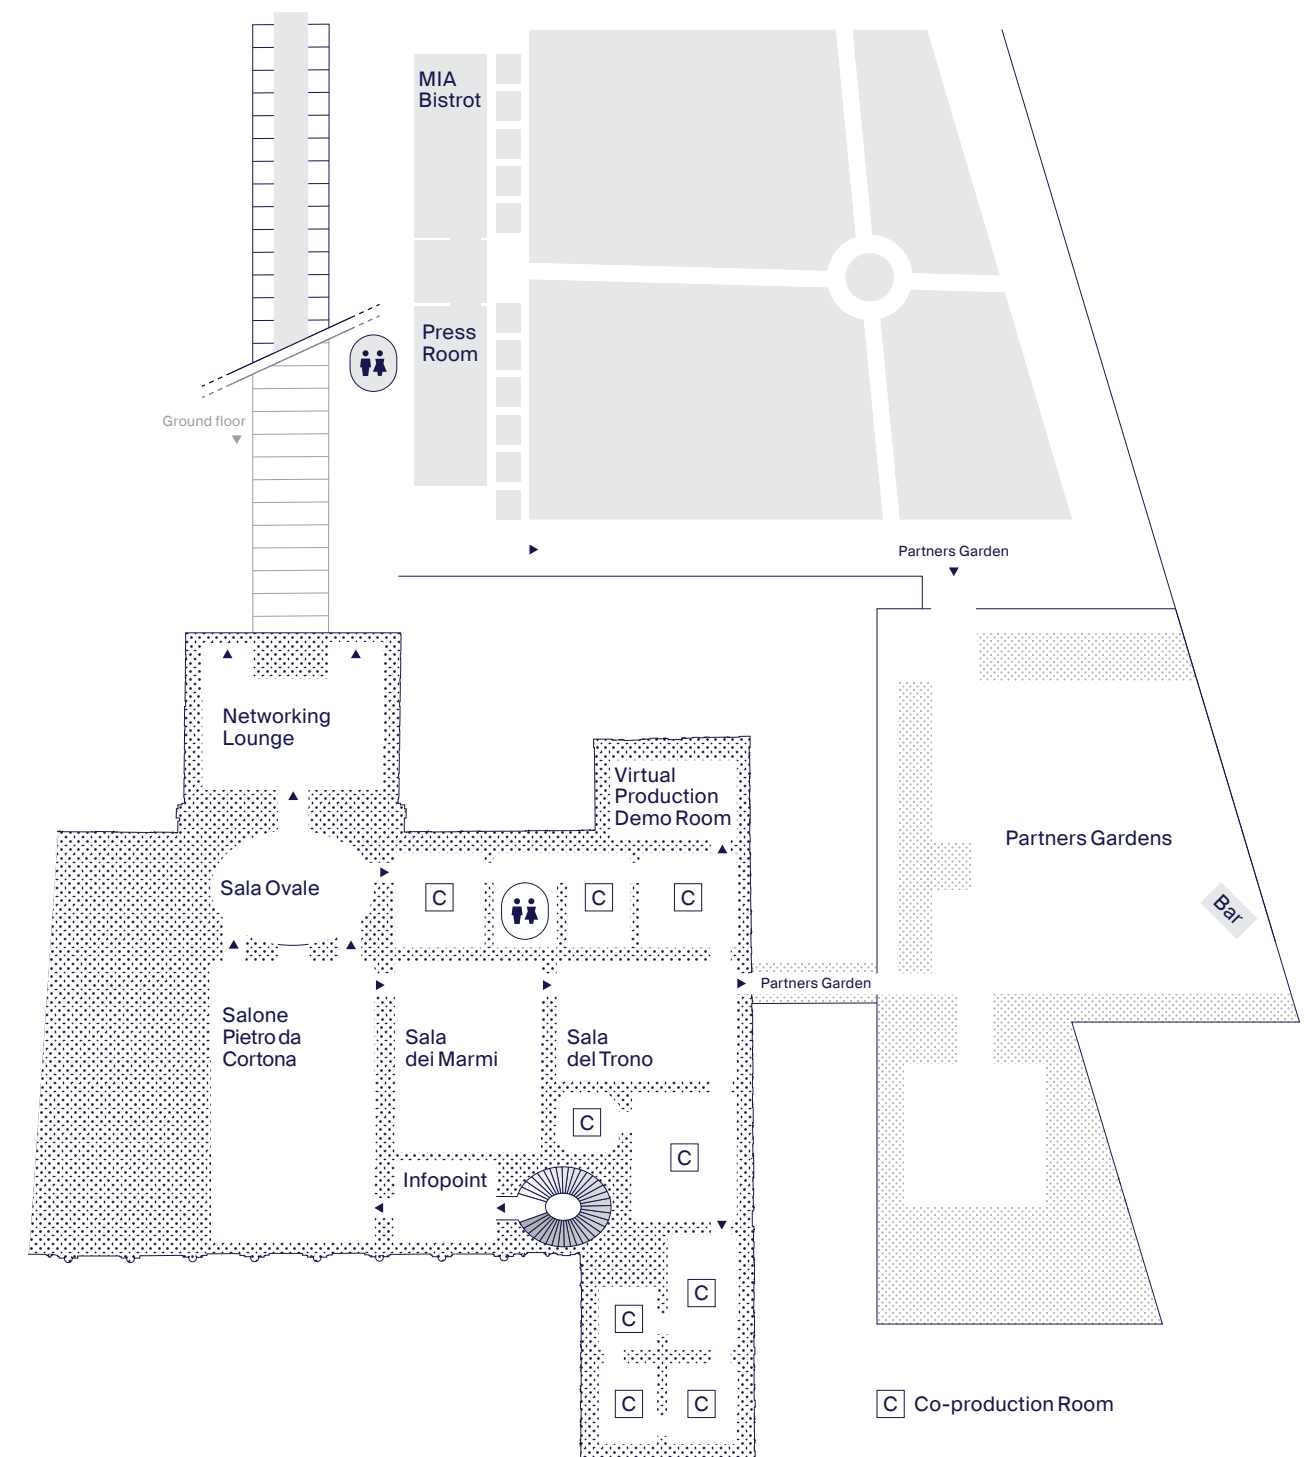 MIA
Bistrot
Press
Room
Ground floor
Partners Garden
Networking
Lounge
Virtual
Production
Demo Room
Partners Gardens
Bar
Sala Ovale
C
C
C
Partners Garden
Salone
Pietro da
Cortona
Sala
dei Marmi
Sala
del Trono
C
C
Infopoint
C
C
C
C
C Co-production Room